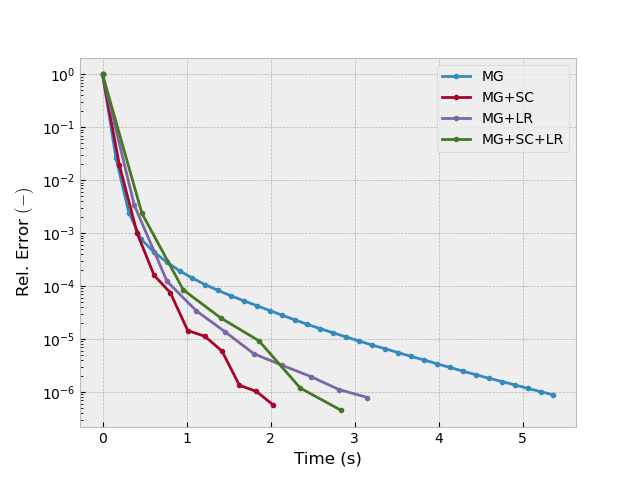 10⁰
10⁻¹
10⁻²
10⁻³
10⁻⁴
10⁻⁵
10⁻⁶
Rel. Error (−)
MG
MG+SC
MG+LR
MG+SC+LR
0 1 2 3 4 5
Time (s)